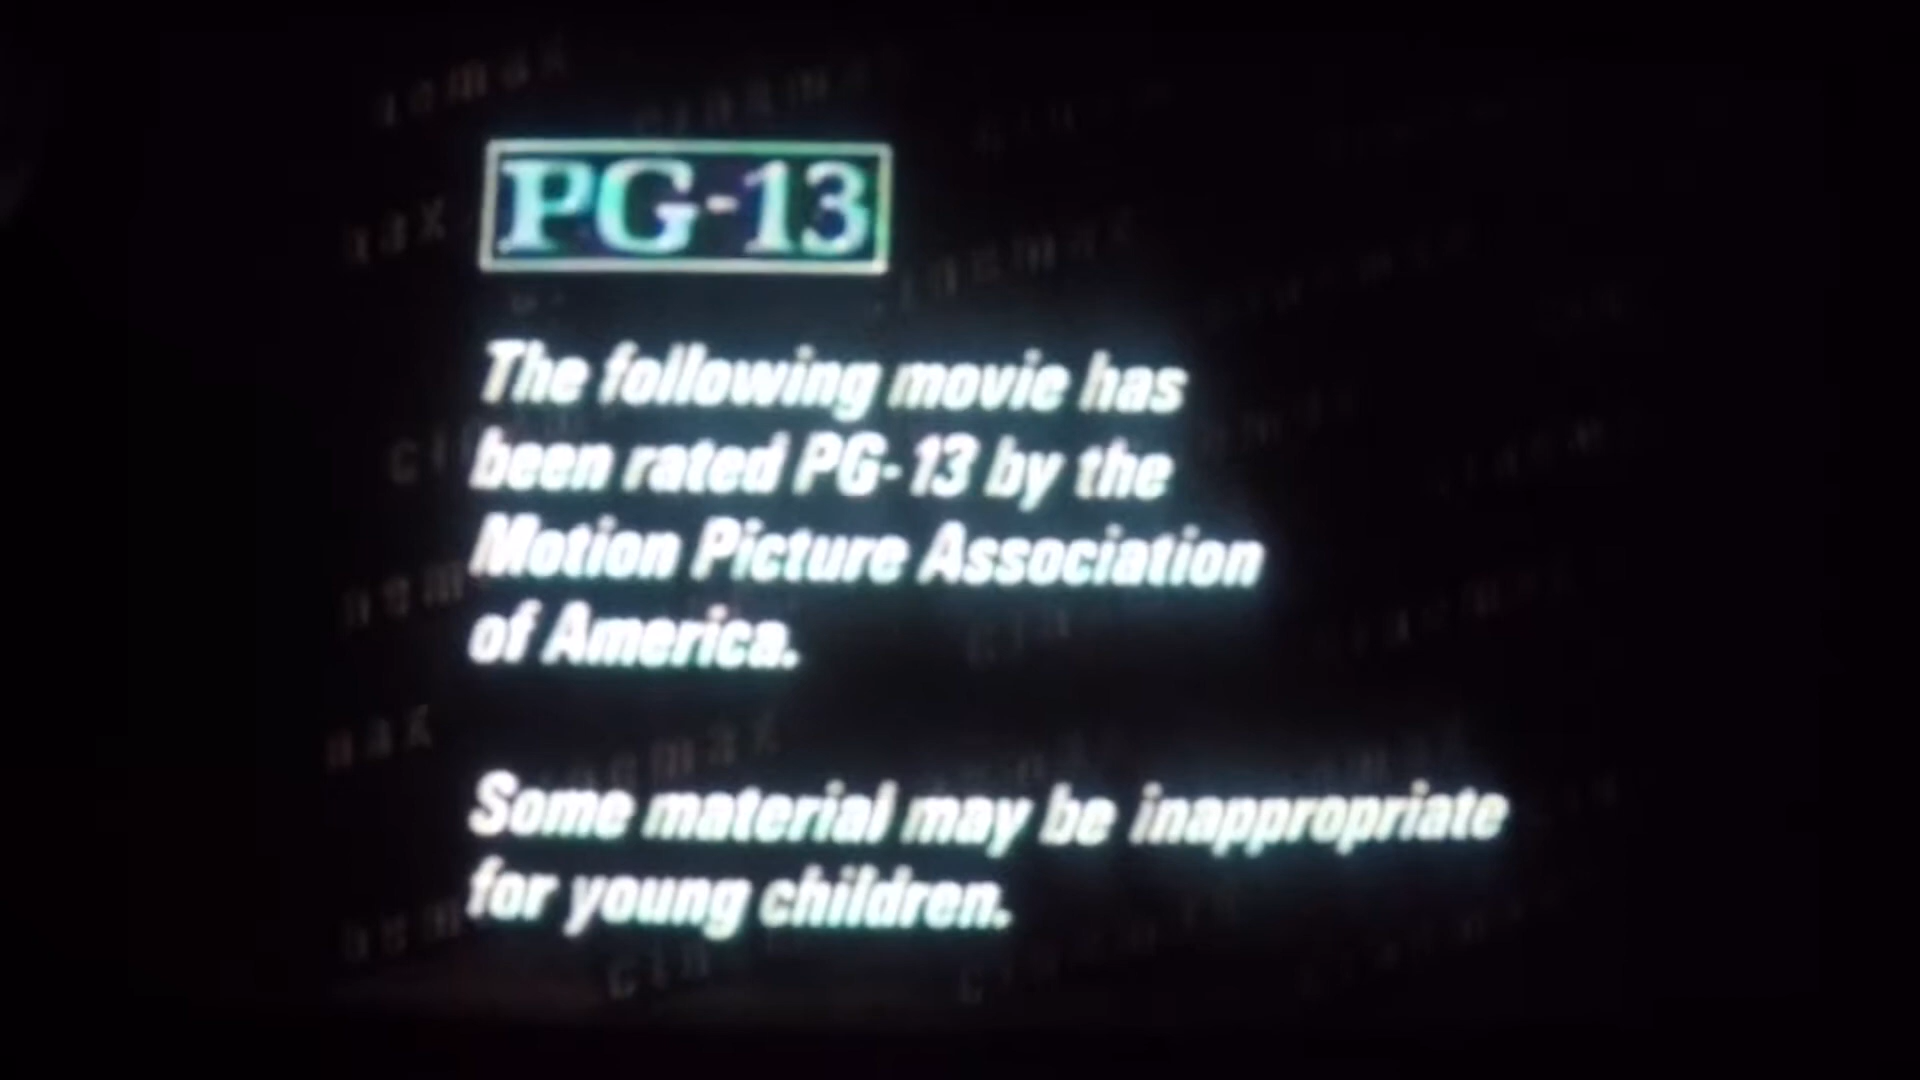 PG-13
The following movie has
been rated PG-13 by the
Motion Picture Association
of America.
Some material may be inappropriate
for young children.